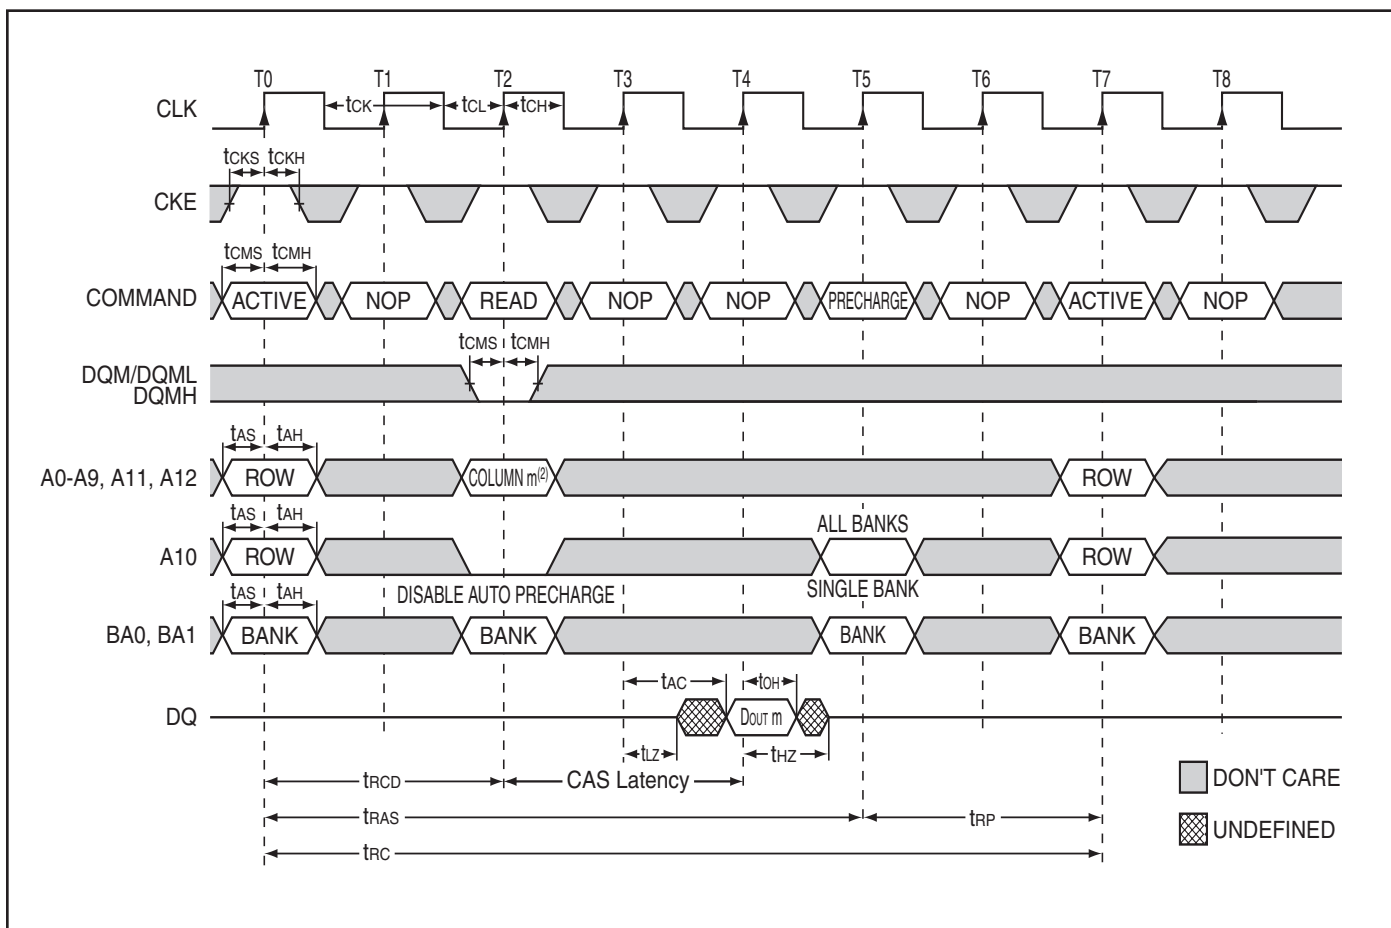 T0 T1 T2 T3 T4 T5 T6 T7 T8
CLK tCK tCL tCH
tCKS tCKH
CKE
tCMS tCMH
COMMAND ACTIVE NOP READ NOP NOP PRECHARGE NOP ACTIVE NOP
tCMS tCMH
DQM/DQML
DQMH
tAS tAH
A0-A9, A11, A12 ROW COLUMN m(2) ROW
tAS tAH ALL BANKS
A10 ROW ROW
DISABLE AUTO PRECHARGE SINGLE BANK
tAS tAH
BA0, BA1 BANK BANK BANK BANK
tAC tOH
DQ DOUT m
tLZ tHZ
tRCD CAS Latency
DON'T CARE
tRAS tRP
UNDEFINED
tRC